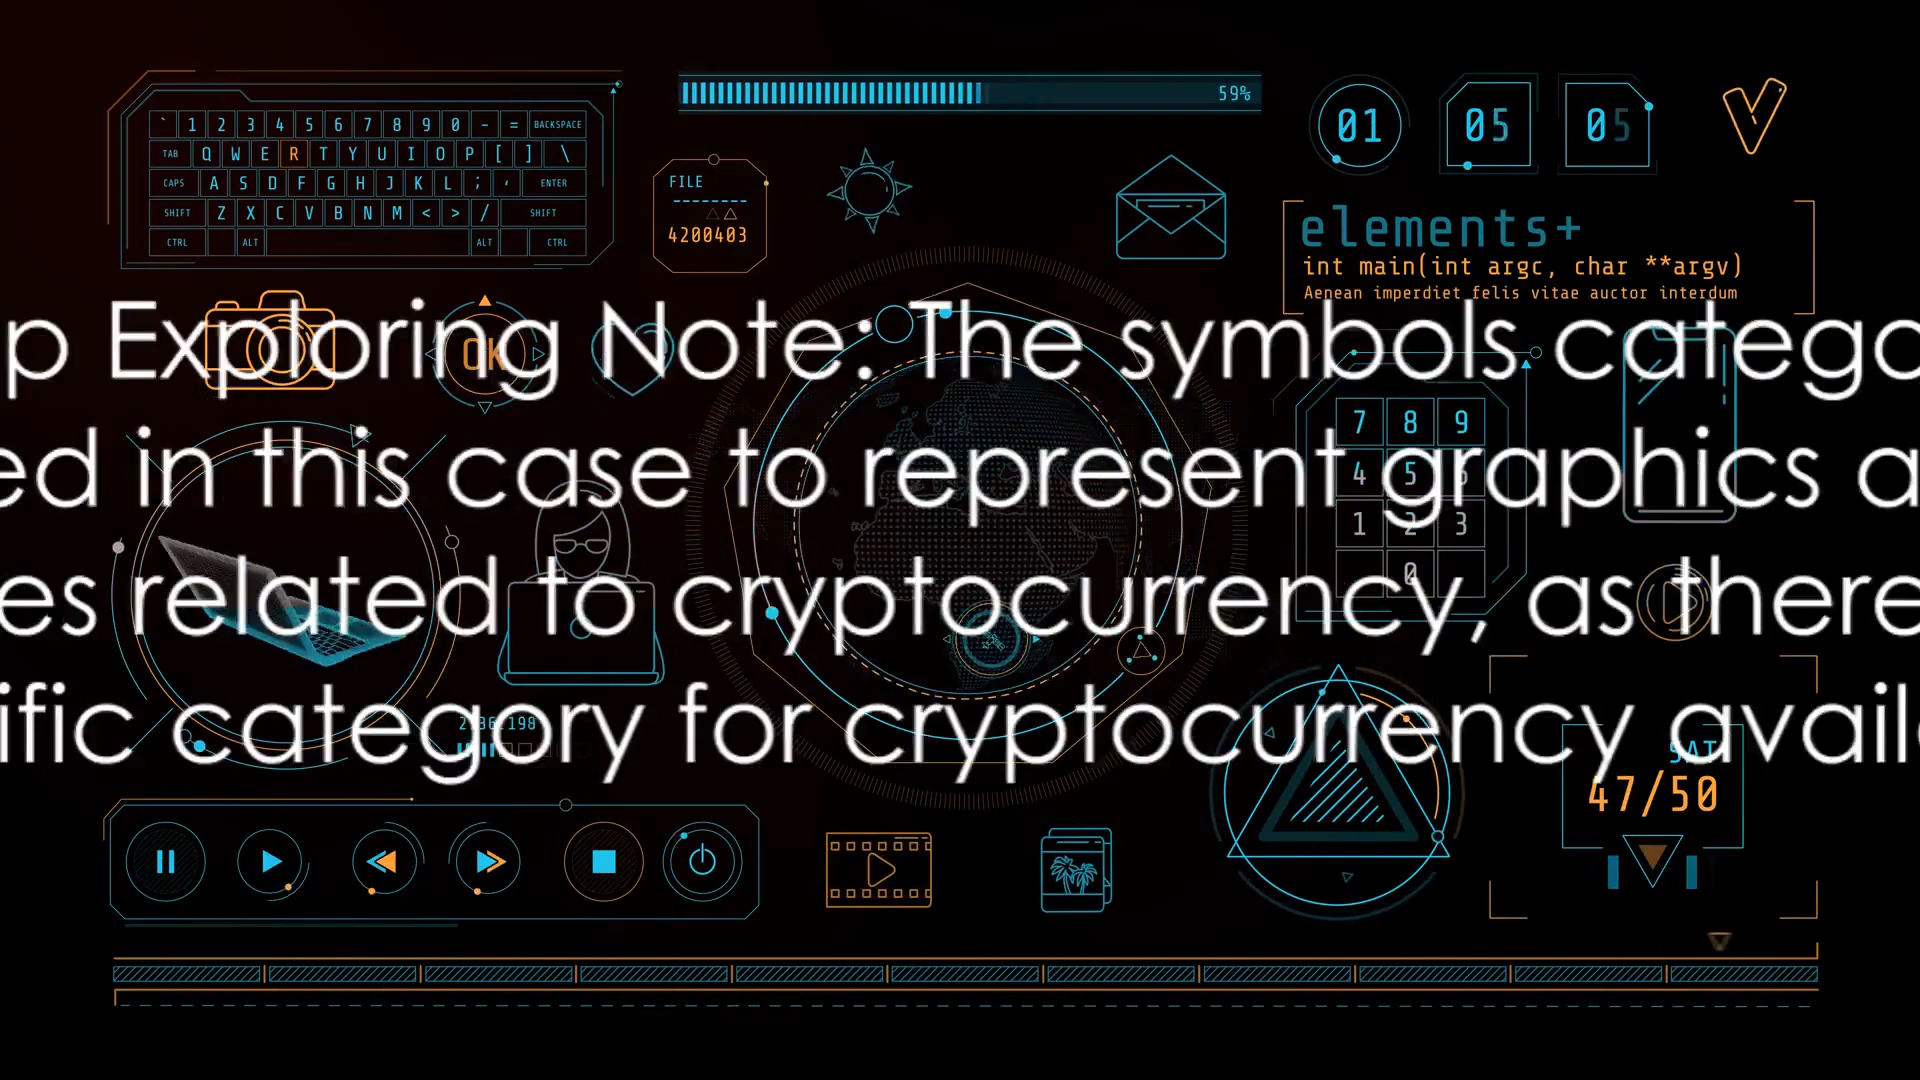 ` 1 2 3 4 5 6 7 8 9 0 - = BACKSPACE
TAB Q W E R T Y U I O P [ ] \
CAPS A S D F G H J K L ; ' ENTER
SHIFT Z X C V B N M < > / SHIFT
CTRL ALT ALT CTRL
59%
01 05 05
FILE
4200403
elements+
int main(int argc, char **argv)
Aenean imperdiet felis vitae auctor interdum
OK
p Exploring Note: The symbols catego
ed in this case to represent graphics a
es related to cryptocurrency, as there
ific category for cryptocurrency avail
7 8 9
4 5 6
1 2 3
0
SAT
47/50